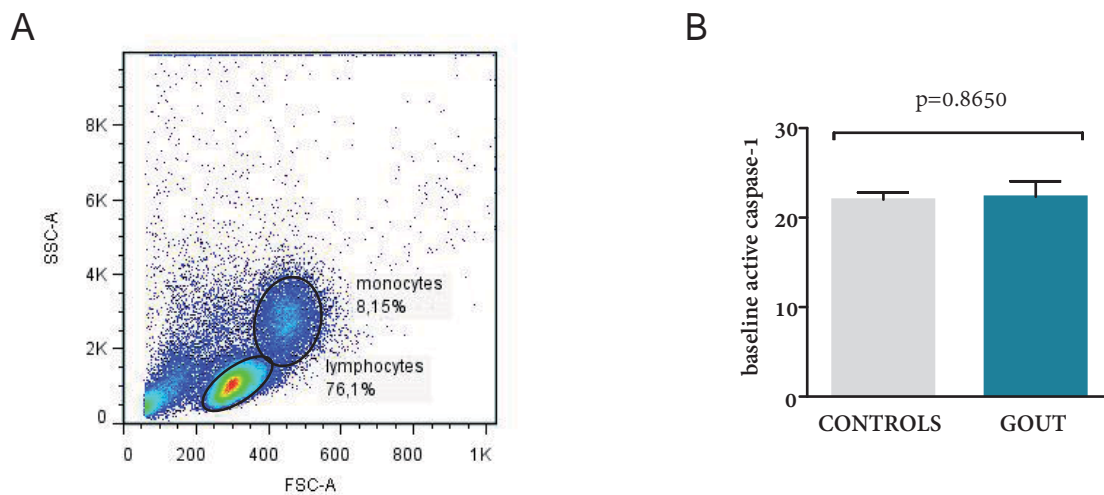 A
8K
6K
4K
2K
0
SSC-A
monocytes
8,15%
lymphocytes
76,1%
0 200 400 600 800 1K
FSC-A
B
p=0.8650
30
20
10
0
baseline active caspase-1
CONTROLS GOUT